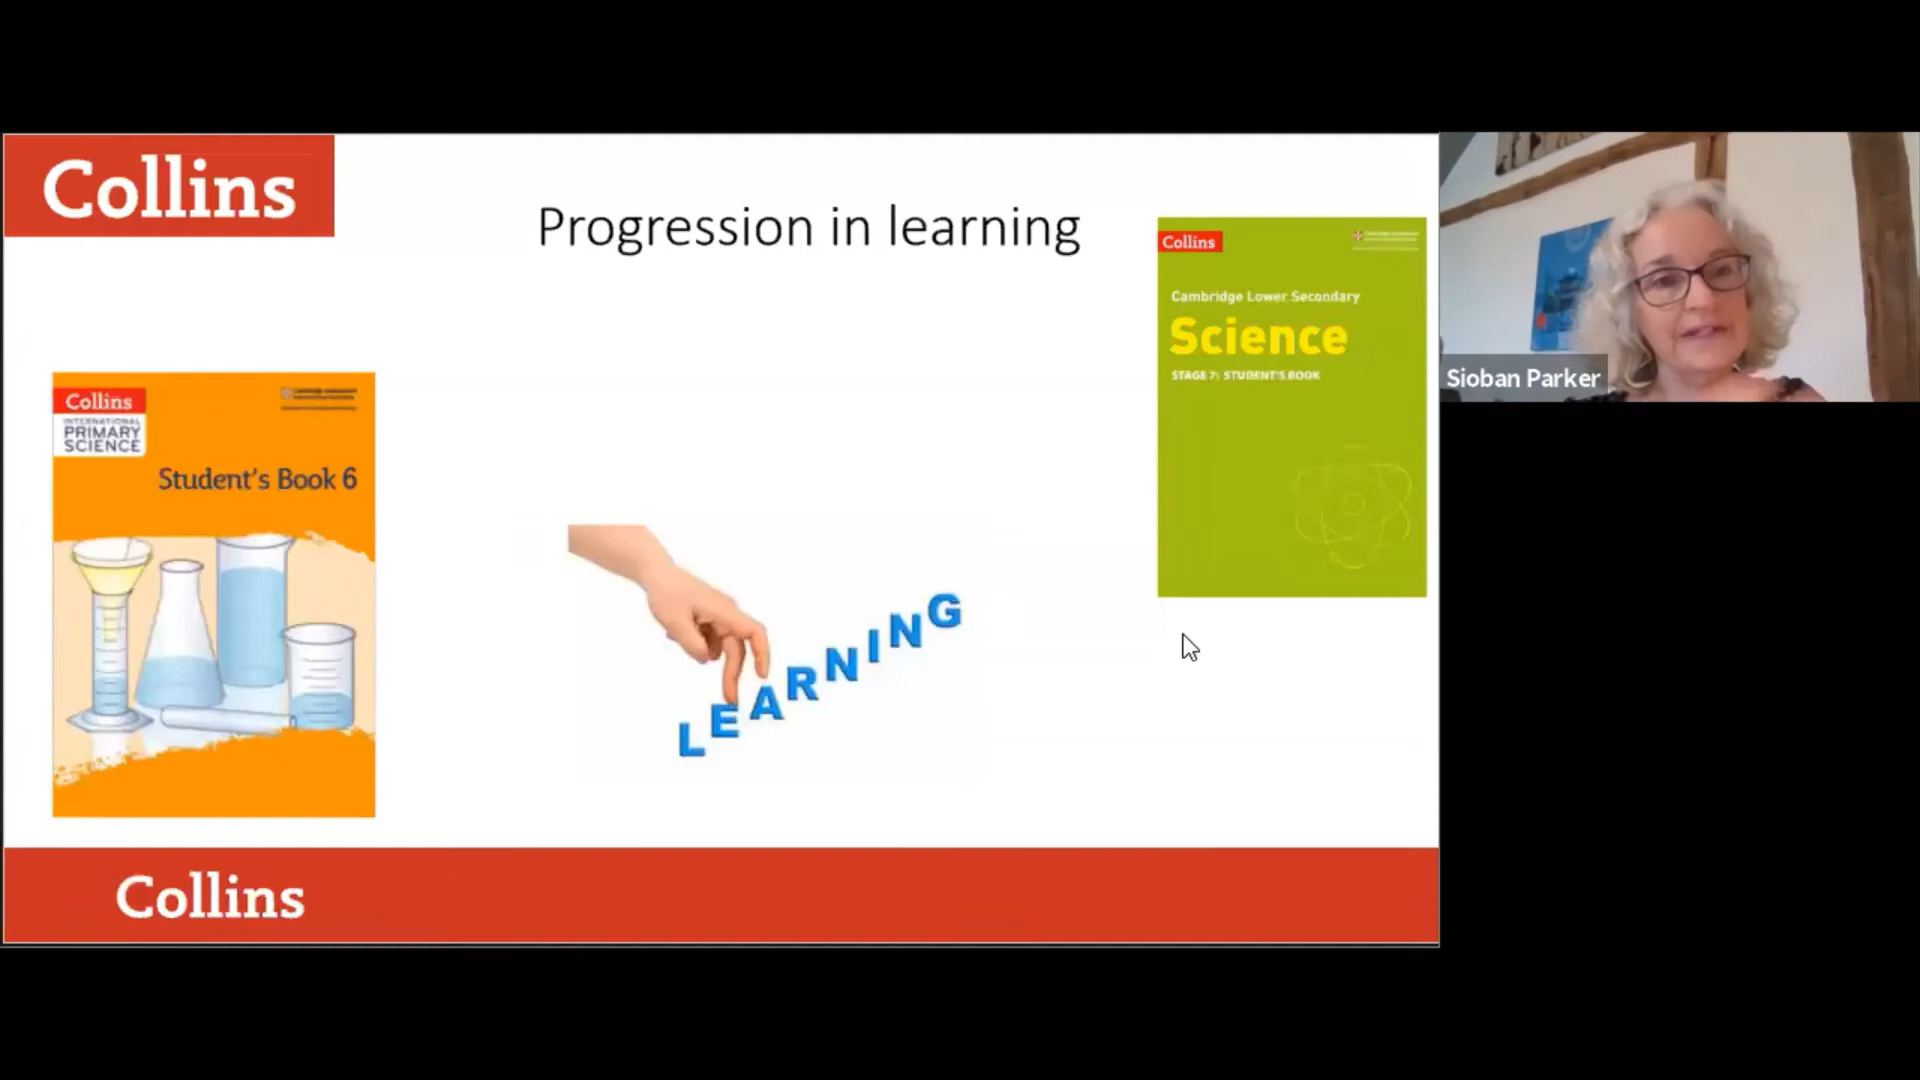 Collins
Progression in learning
Collins
Cambridge Lower Secondary
Science
STAGE 7: STUDENT'S BOOK
Sioban Parker
Collins
INTERNATIONAL
PRIMARY
SCIENCE
Student's Book 6
LEARNING
Collins